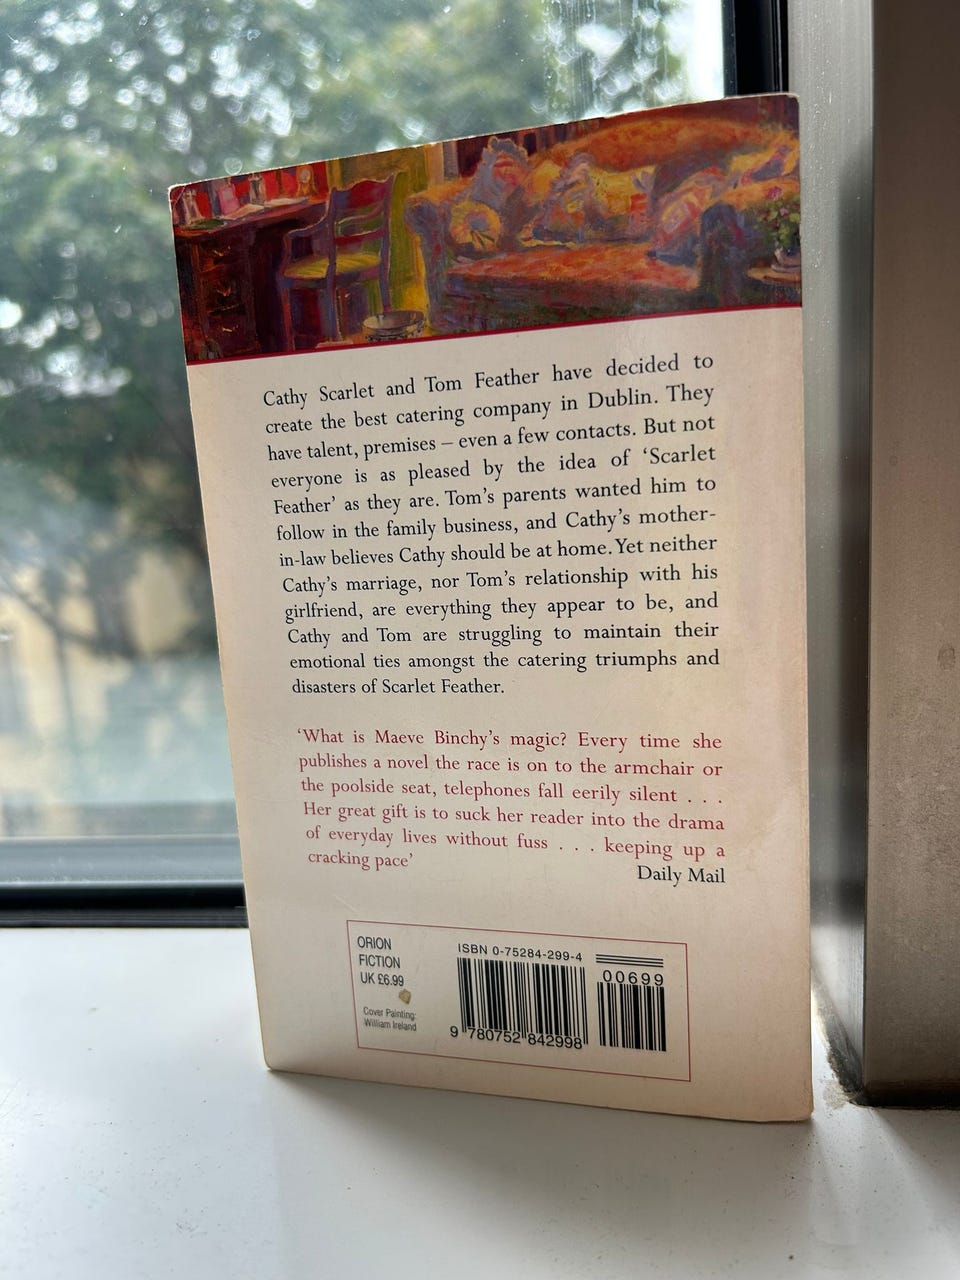 Cathy Scarlet and Tom Feather have decided to
create the best catering company in Dublin. They
have talent, premises – even a few contacts. But not
everyone is as pleased by the idea of ‘Scarlet
Feather’ as they are. Tom’s parents wanted him to
follow in the family business, and Cathy’s mother-
in-law believes Cathy should be at home. Yet neither
Cathy’s marriage, nor Tom’s relationship with his
girlfriend, are everything they appear to be, and
Cathy and Tom are struggling to maintain their
emotional ties amongst the catering triumphs and
disasters of Scarlet Feather.
‘What is Maeve Binchy’s magic? Every time she
publishes a novel the race is on to the armchair or
the poolside seat, telephones fall eerily silent . . .
Her great gift is to suck her reader into the drama
of everyday lives without fuss . . . keeping up a
cracking pace’
Daily Mail
ORION
FICTION
UK £6.99
Cover Painting:
William Ireland
ISBN 0-75284-299-4
00699
9 780752 842998